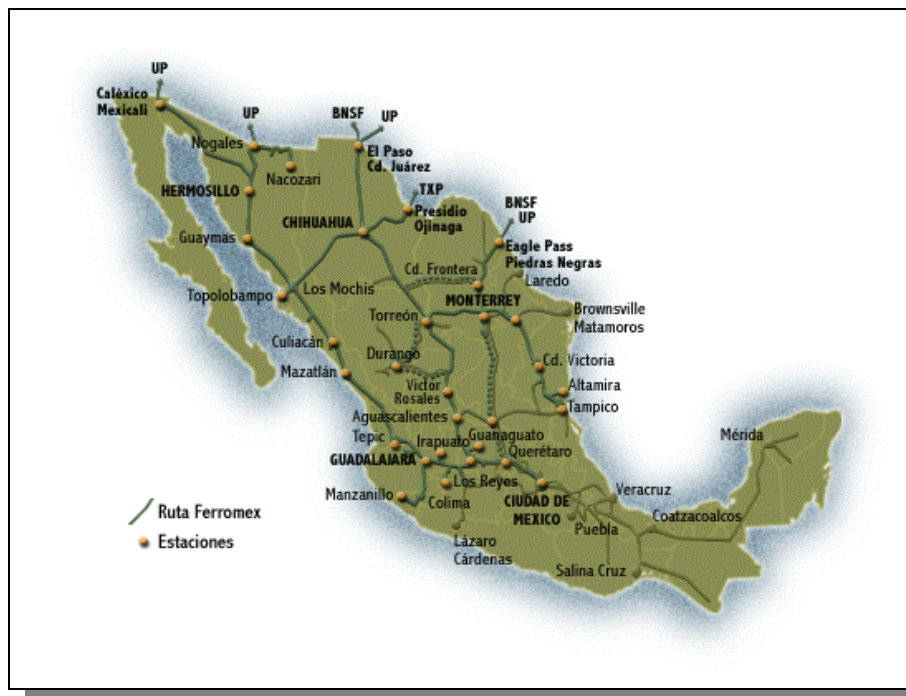 UP
Calèxico
Mexicali
UP
BNSF
UP
Nogales
El Paso
Cd. Juárez
Nacozari
TXP
HERMOSILLO
BNSF
UP
CHIHUAHUA
Presidio
Ojinaga
Guaymas
Eagle Pass
Piedras Negras
Cd. Frontera
Laredo
Topolobampo
Los Mochis
MONTERREY
Brownsville
Matamoros
Torreón
Culiacán
Durango
Cd. Victoria
Mazatlán
Victor
Rosales
Altamira
Tampico
Aguascalientes
Tepic
Irapuato
Guanaguato
Mérida
Querétaro
GUADALAJARA
Los Reyes
Manzanillo
Colima
CIUDAD DE
MEXICO
Veracruz
Ruta Ferromex
Puebla
Coatzacoalcos
Estaciones
Lázaro
Cárdenas
Salina Cruz